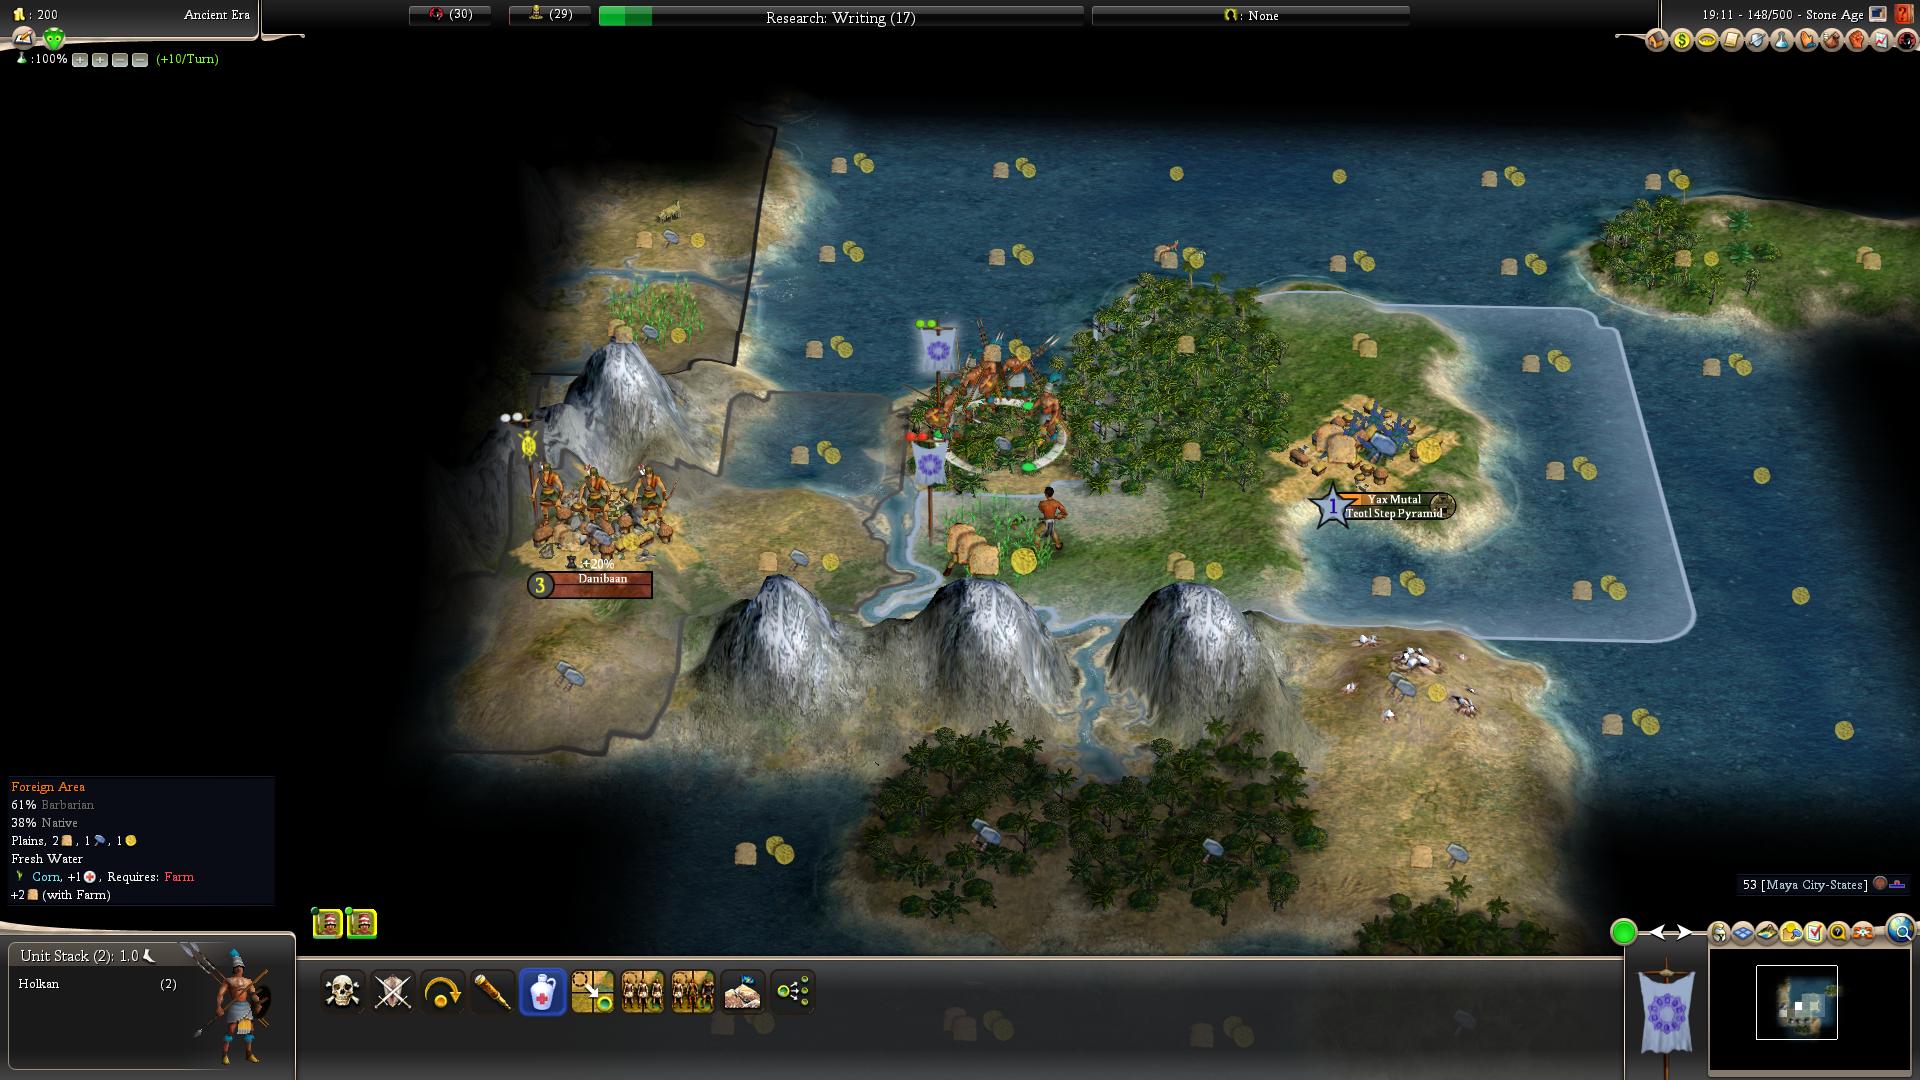 : 200
Ancient Era
(30)
(29)
Research: Writing (17)
: None
19:11 - 148/500 - Stone Age
:100%
(+10/Turn)
:+20%
3
Danibaan
1
Yax Mutal
Teotl Step Pyramid
Foreign Area
61% Barbarian
38% Native
Plains, 2, 1, 1
Fresh Water
Corn, +1, Requires: Farm
+2 (with Farm)
53 [Maya City-States]
Unit Stack (2): 1.0
Holkan (2)